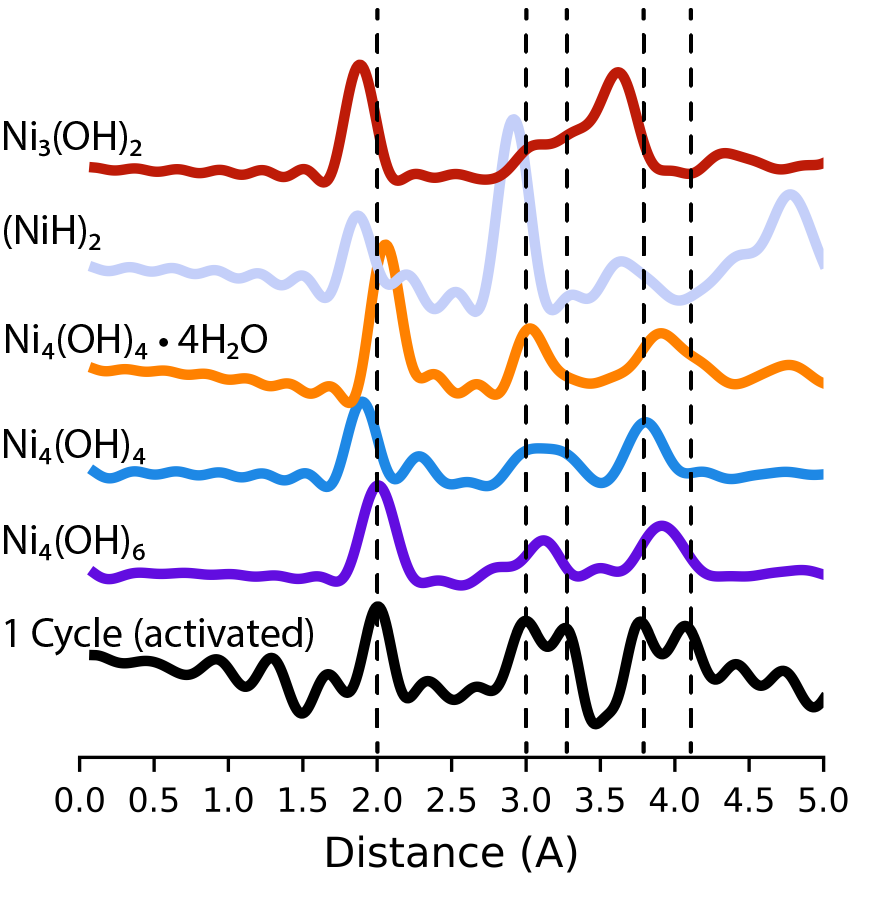 Ni₃(OH)₂
(NiH)₂
Ni₄(OH)₄ • 4H₂O
Ni₄(OH)₄
Ni₄(OH)₆
1 Cycle (activated)
0.0 0.5 1.0 1.5 2.0 2.5 3.0 3.5 4.0 4.5 5.0
Distance (A)